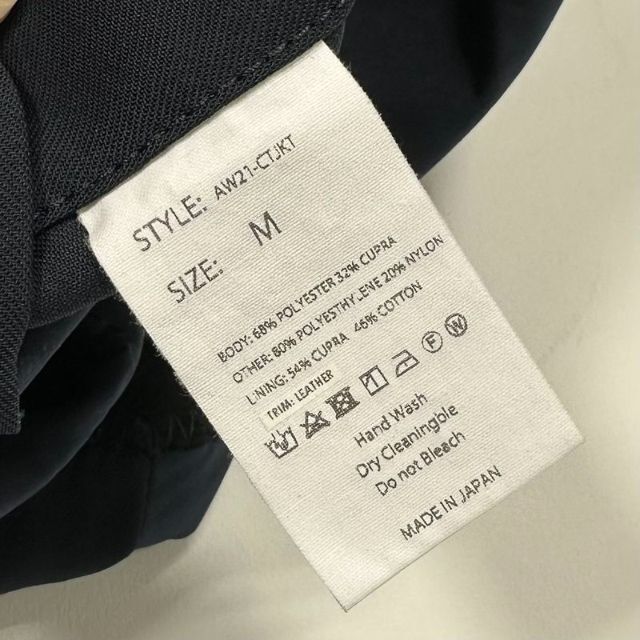 STYLE: AW21-CTJKT
SIZE: M
BODY: 68% POLYESTER 32% CUPRA
OTHER: 80% POLYESTHYLENE 20% NYLON
LINING: 54% CUPRA 46% COTTON
TRIM: LEATHER
F W
Hand Wash
Dry Cleaningble
Do not Bleach
MADE IN JAPAN